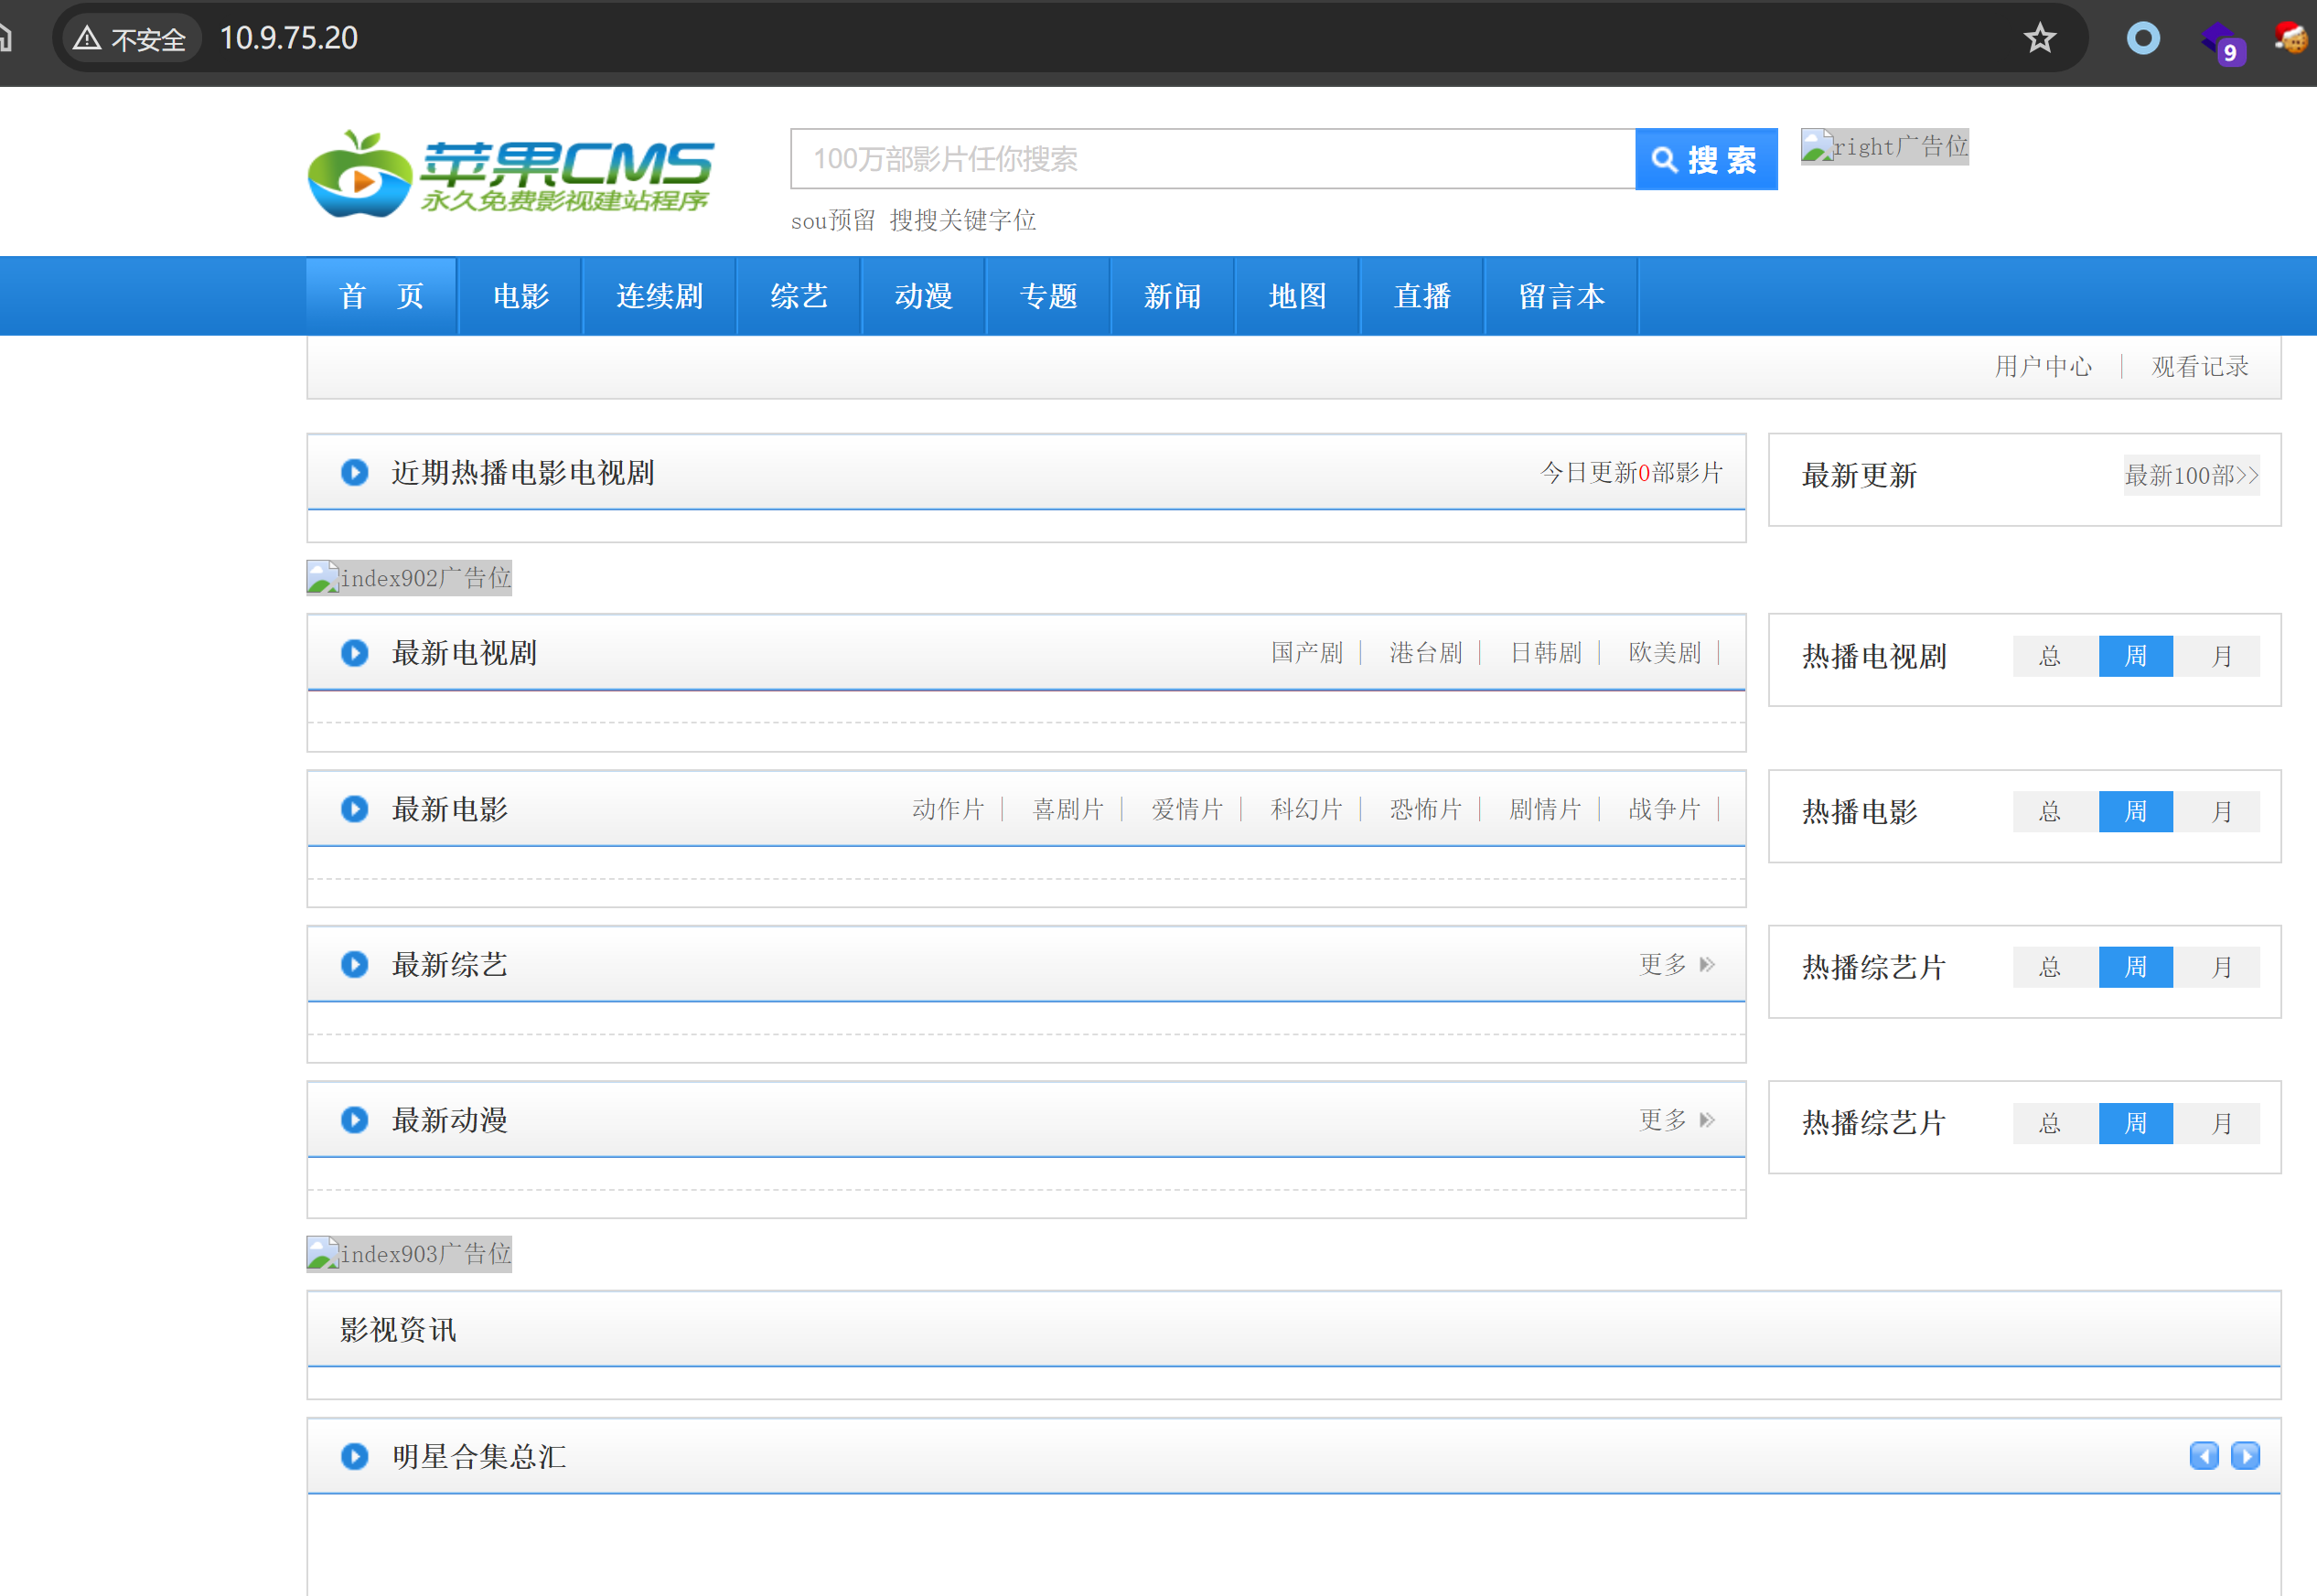 不安全 10.9.75.20 9
苹果CMS
永久免费影视建站程序
100万部影片任你搜索 搜索 right广告位
sou预留 搜搜关键字位
首 页 电影 连续剧 综艺 动漫 专题 新闻 地图 直播 留言本
用户中心 观看记录
近期热播电影电视剧 今日更新0部影片 最新更新 最新100部>>
index902广告位
最新电视剧 国产剧 港台剧 日韩剧 欧美剧 热播电视剧 总 周 月
最新电影 动作片 喜剧片 爱情片 科幻片 恐怖片 剧情片 战争片 热播电影 总 周 月
最新综艺 更多 热播综艺片 总 周 月
最新动漫 更多 热播综艺片 总 周 月
index903广告位
影视资讯
明星合集总汇